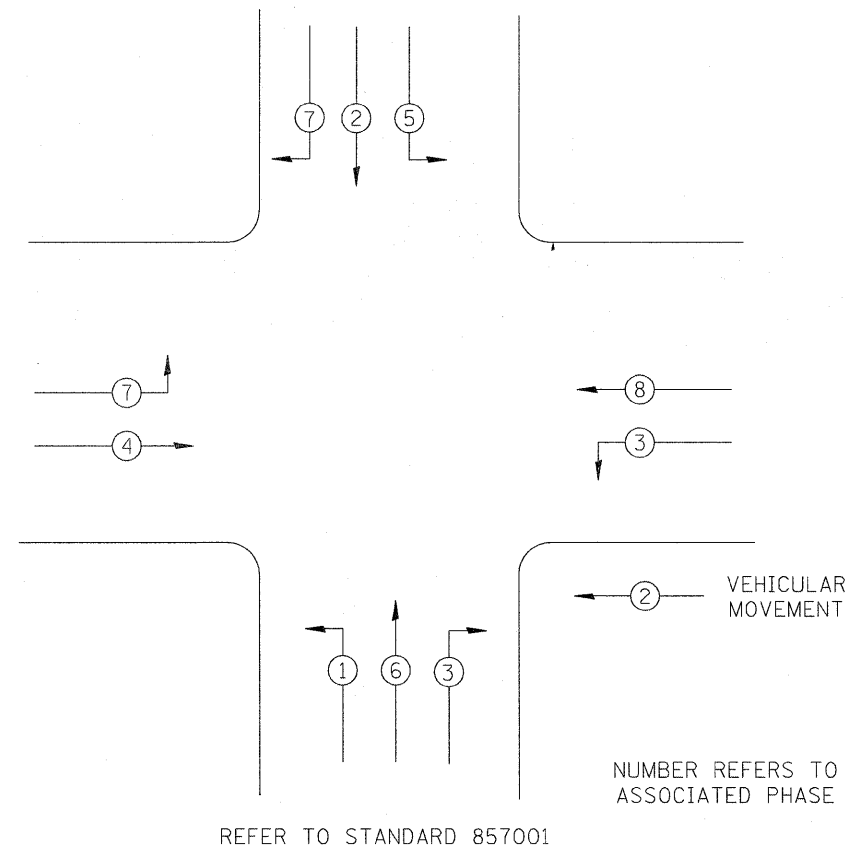 7 2 5
7
8
4
3
2
VEHICULAR
MOVEMENT
1 6 3
NUMBER REFERS TO
ASSOCIATED PHASE
REFER TO STANDARD 857001